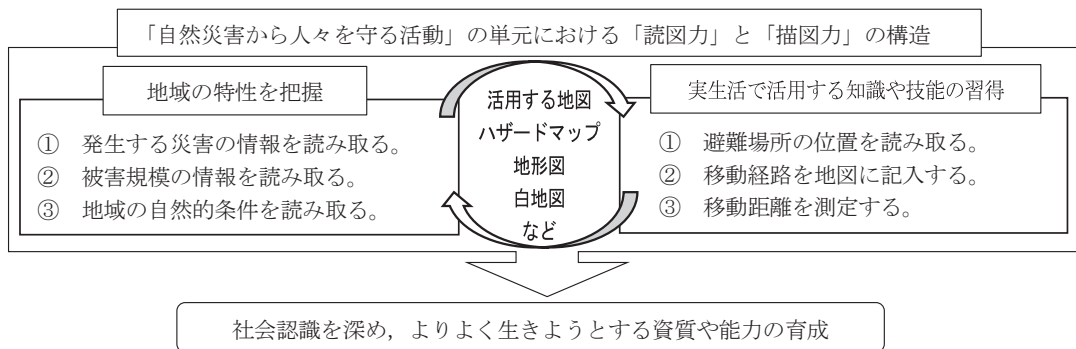 「自然災害から人々を守る活動」の単元における「読図力」と「描図力」の構造
地域の特性を把握
① 発生する災害の情報を読み取る。
② 被害規模の情報を読み取る。
③ 地域の自然的条件を読み取る。
活用する地図
ハザードマップ
地形図
白地図
など
実生活で活用する知識や技能の習得
① 避難場所の位置を読み取る。
② 移動経路を地図に記入する。
③ 移動距離を測定する。
社会認識を深め，よりよく生きようとする資質や能力の育成